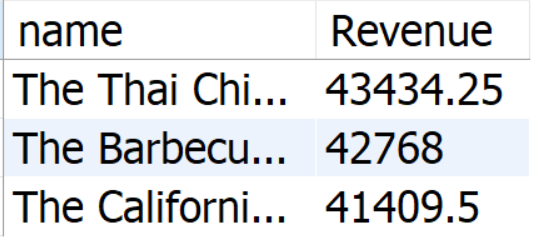 name Revenue
The Thai Chi... 43434.25
The Barbecu... 42768
The Californi... 41409.5